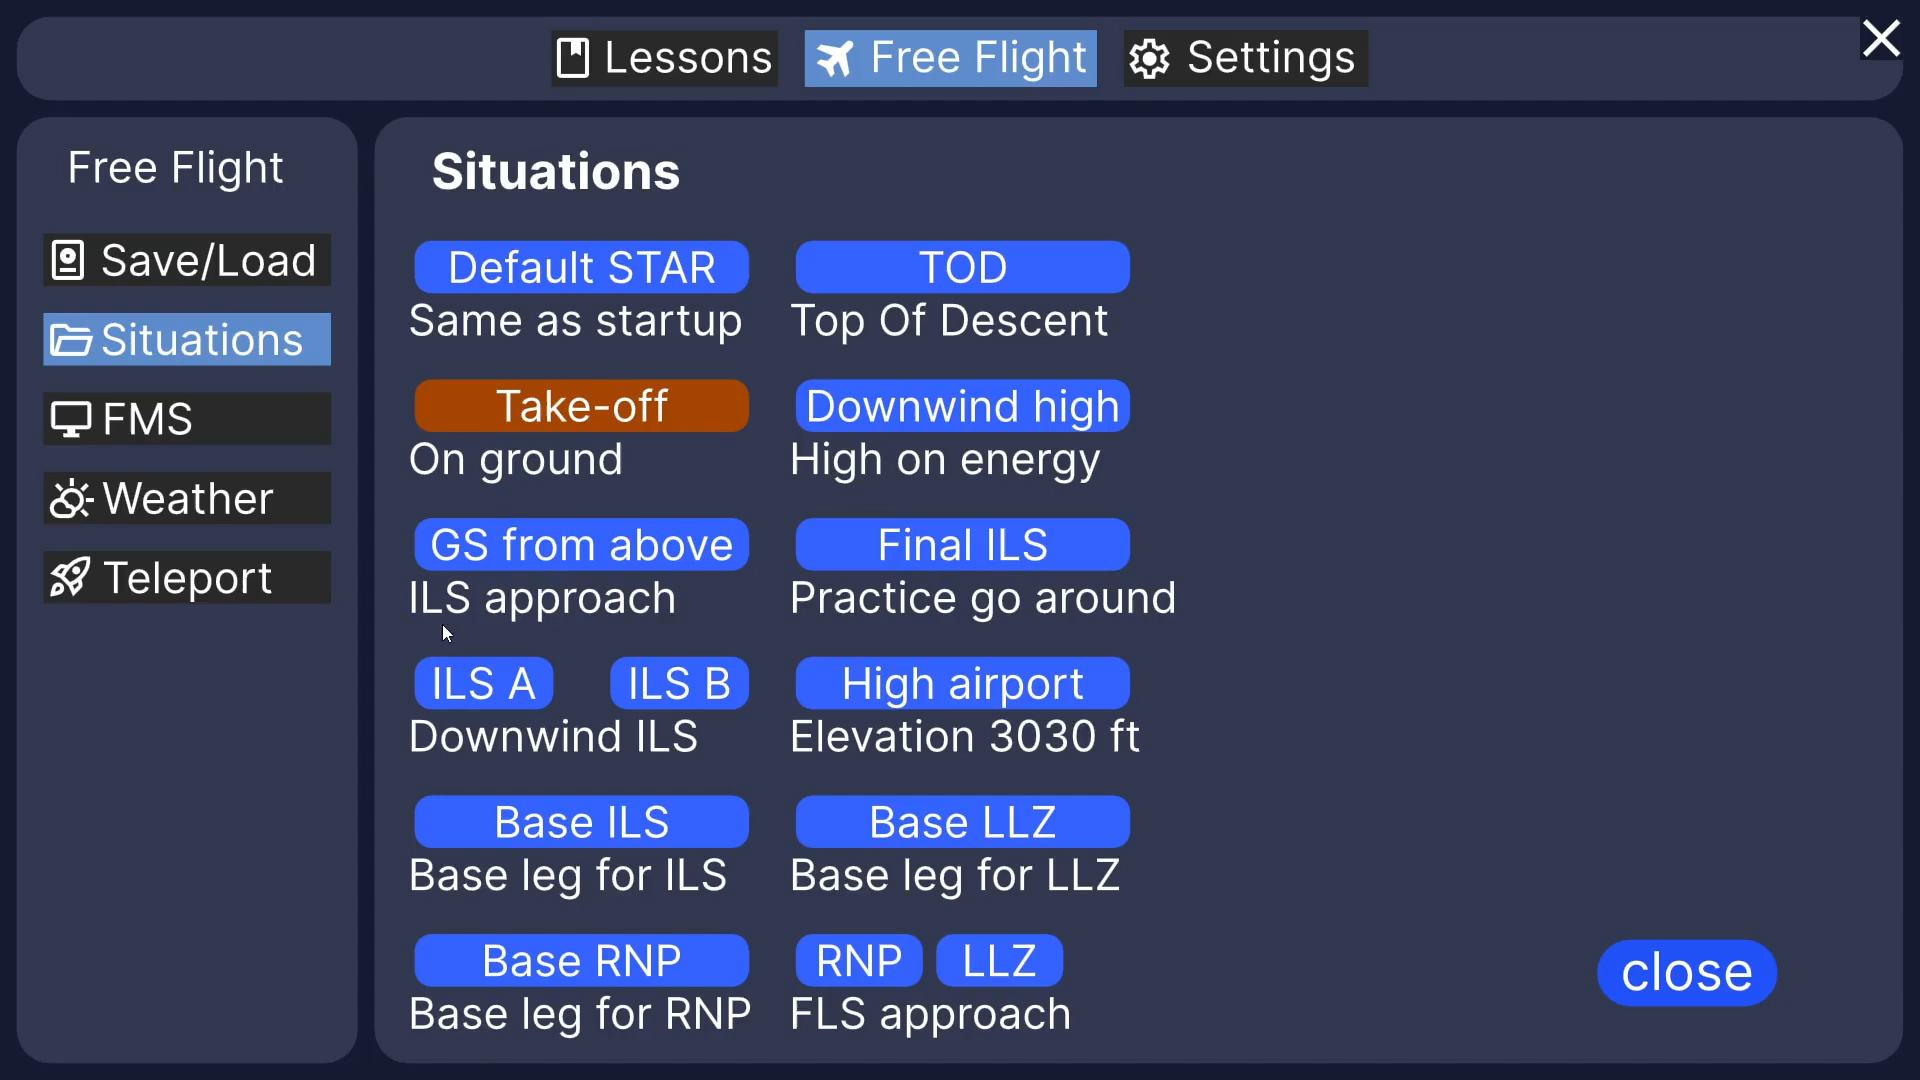 Lessons
Free Flight
Settings
Free Flight
Save/Load
Situations
FMS
Weather
Teleport
Situations
Default STAR
Same as startup
TOD
Top Of Descent
Take-off
On ground
Downwind high
High on energy
GS from above
ILS approach
Final ILS
Practice go around
ILS A
ILS B
Downwind ILS
High airport
Elevation 3030 ft
Base ILS
Base leg for ILS
Base LLZ
Base leg for LLZ
Base RNP
Base leg for RNP
RNP
LLZ
FLS approach
close